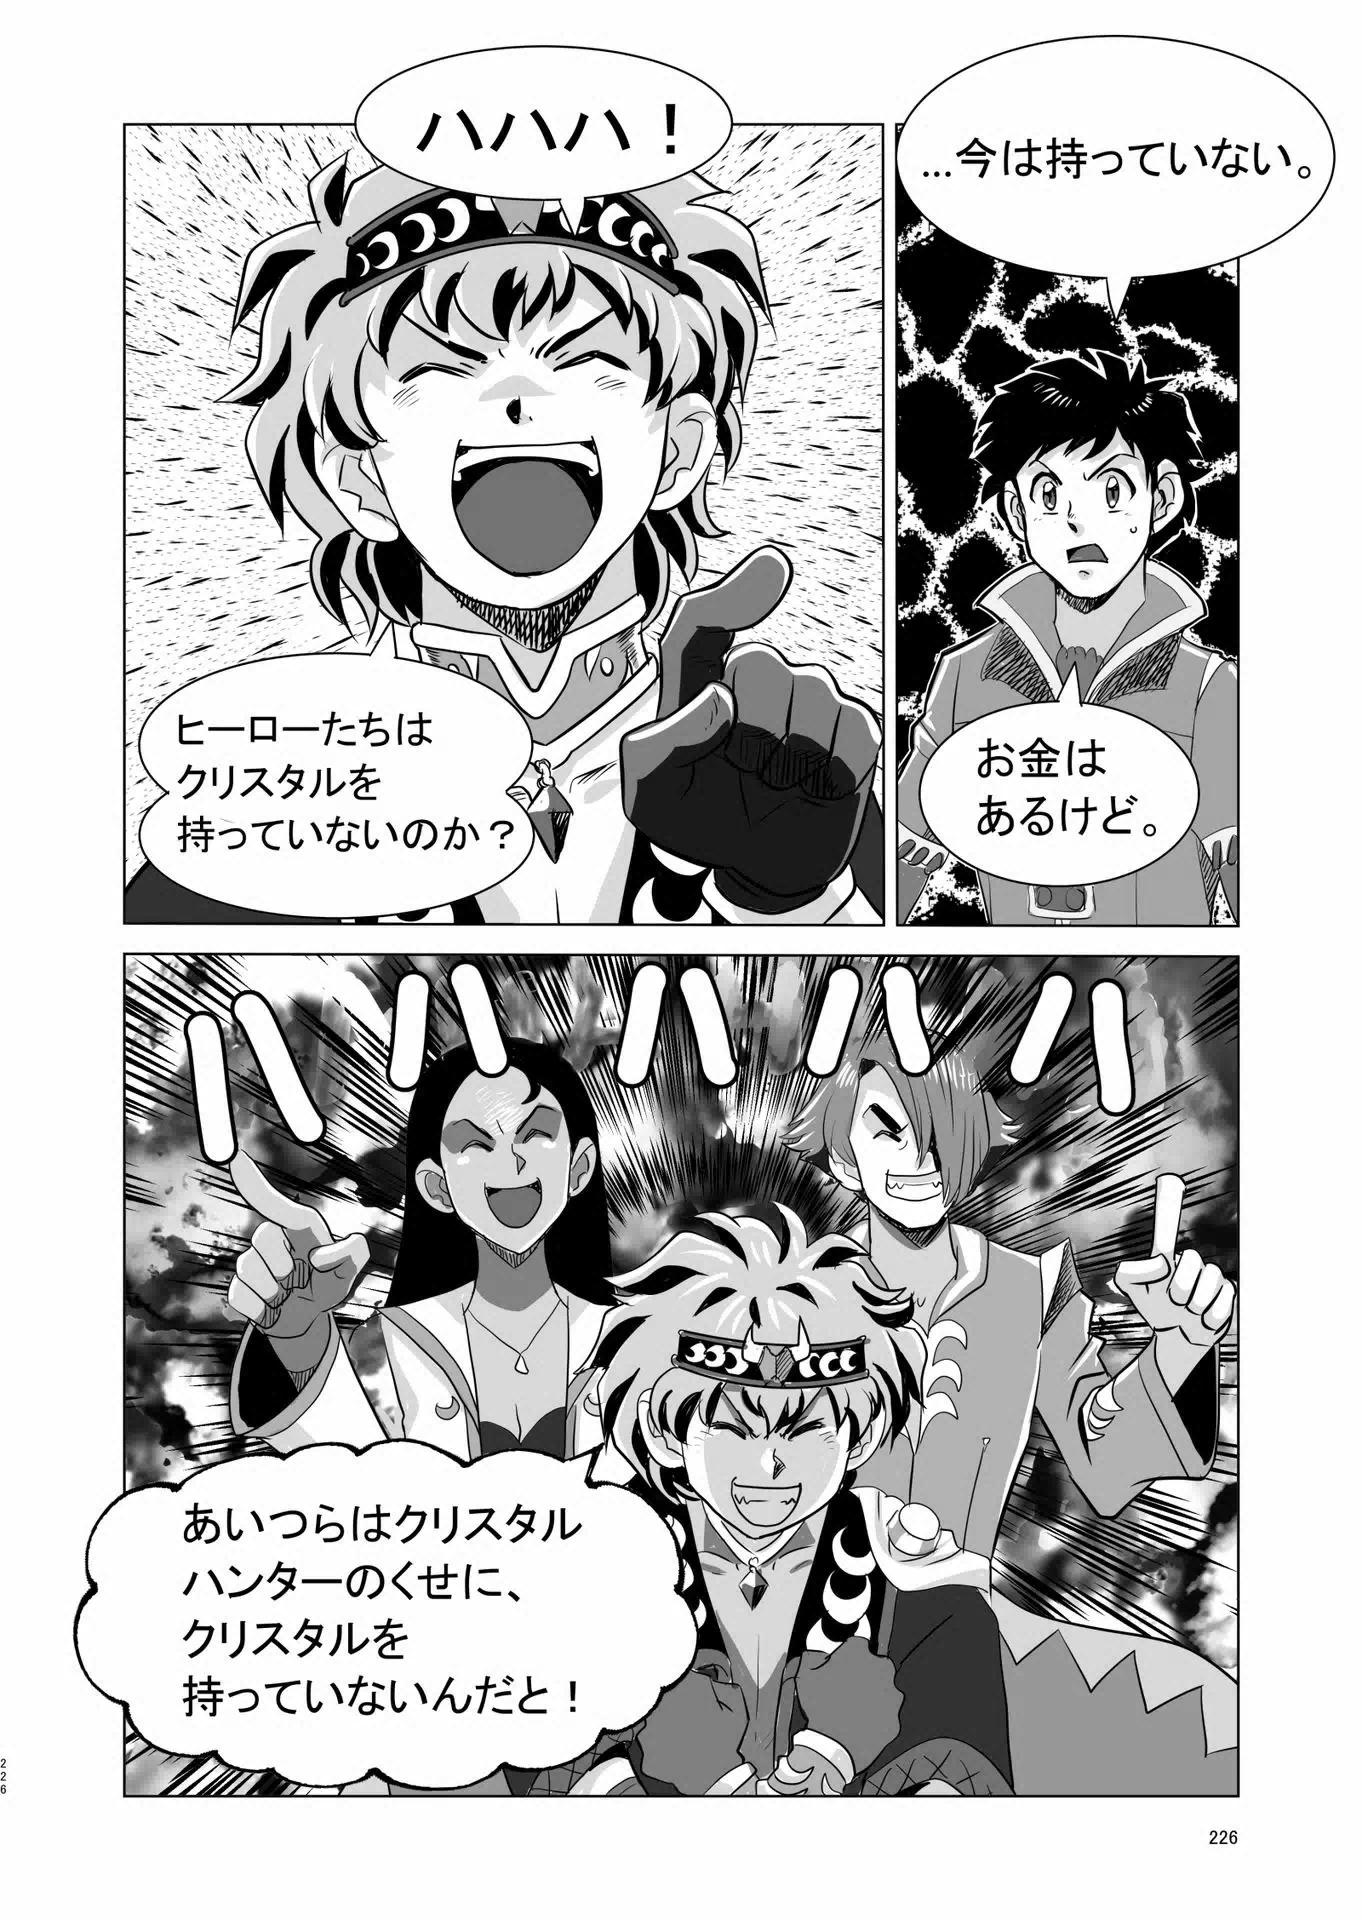 …今は持っていない。
お金は
あるけど。
ハハハ！
ヒーローたちは
クリスタルを
持っていないのか？
ハハハハハ
あいつらはクリスタル
ハンターのくせに、
クリスタルを
持っていないんだと！
226
226